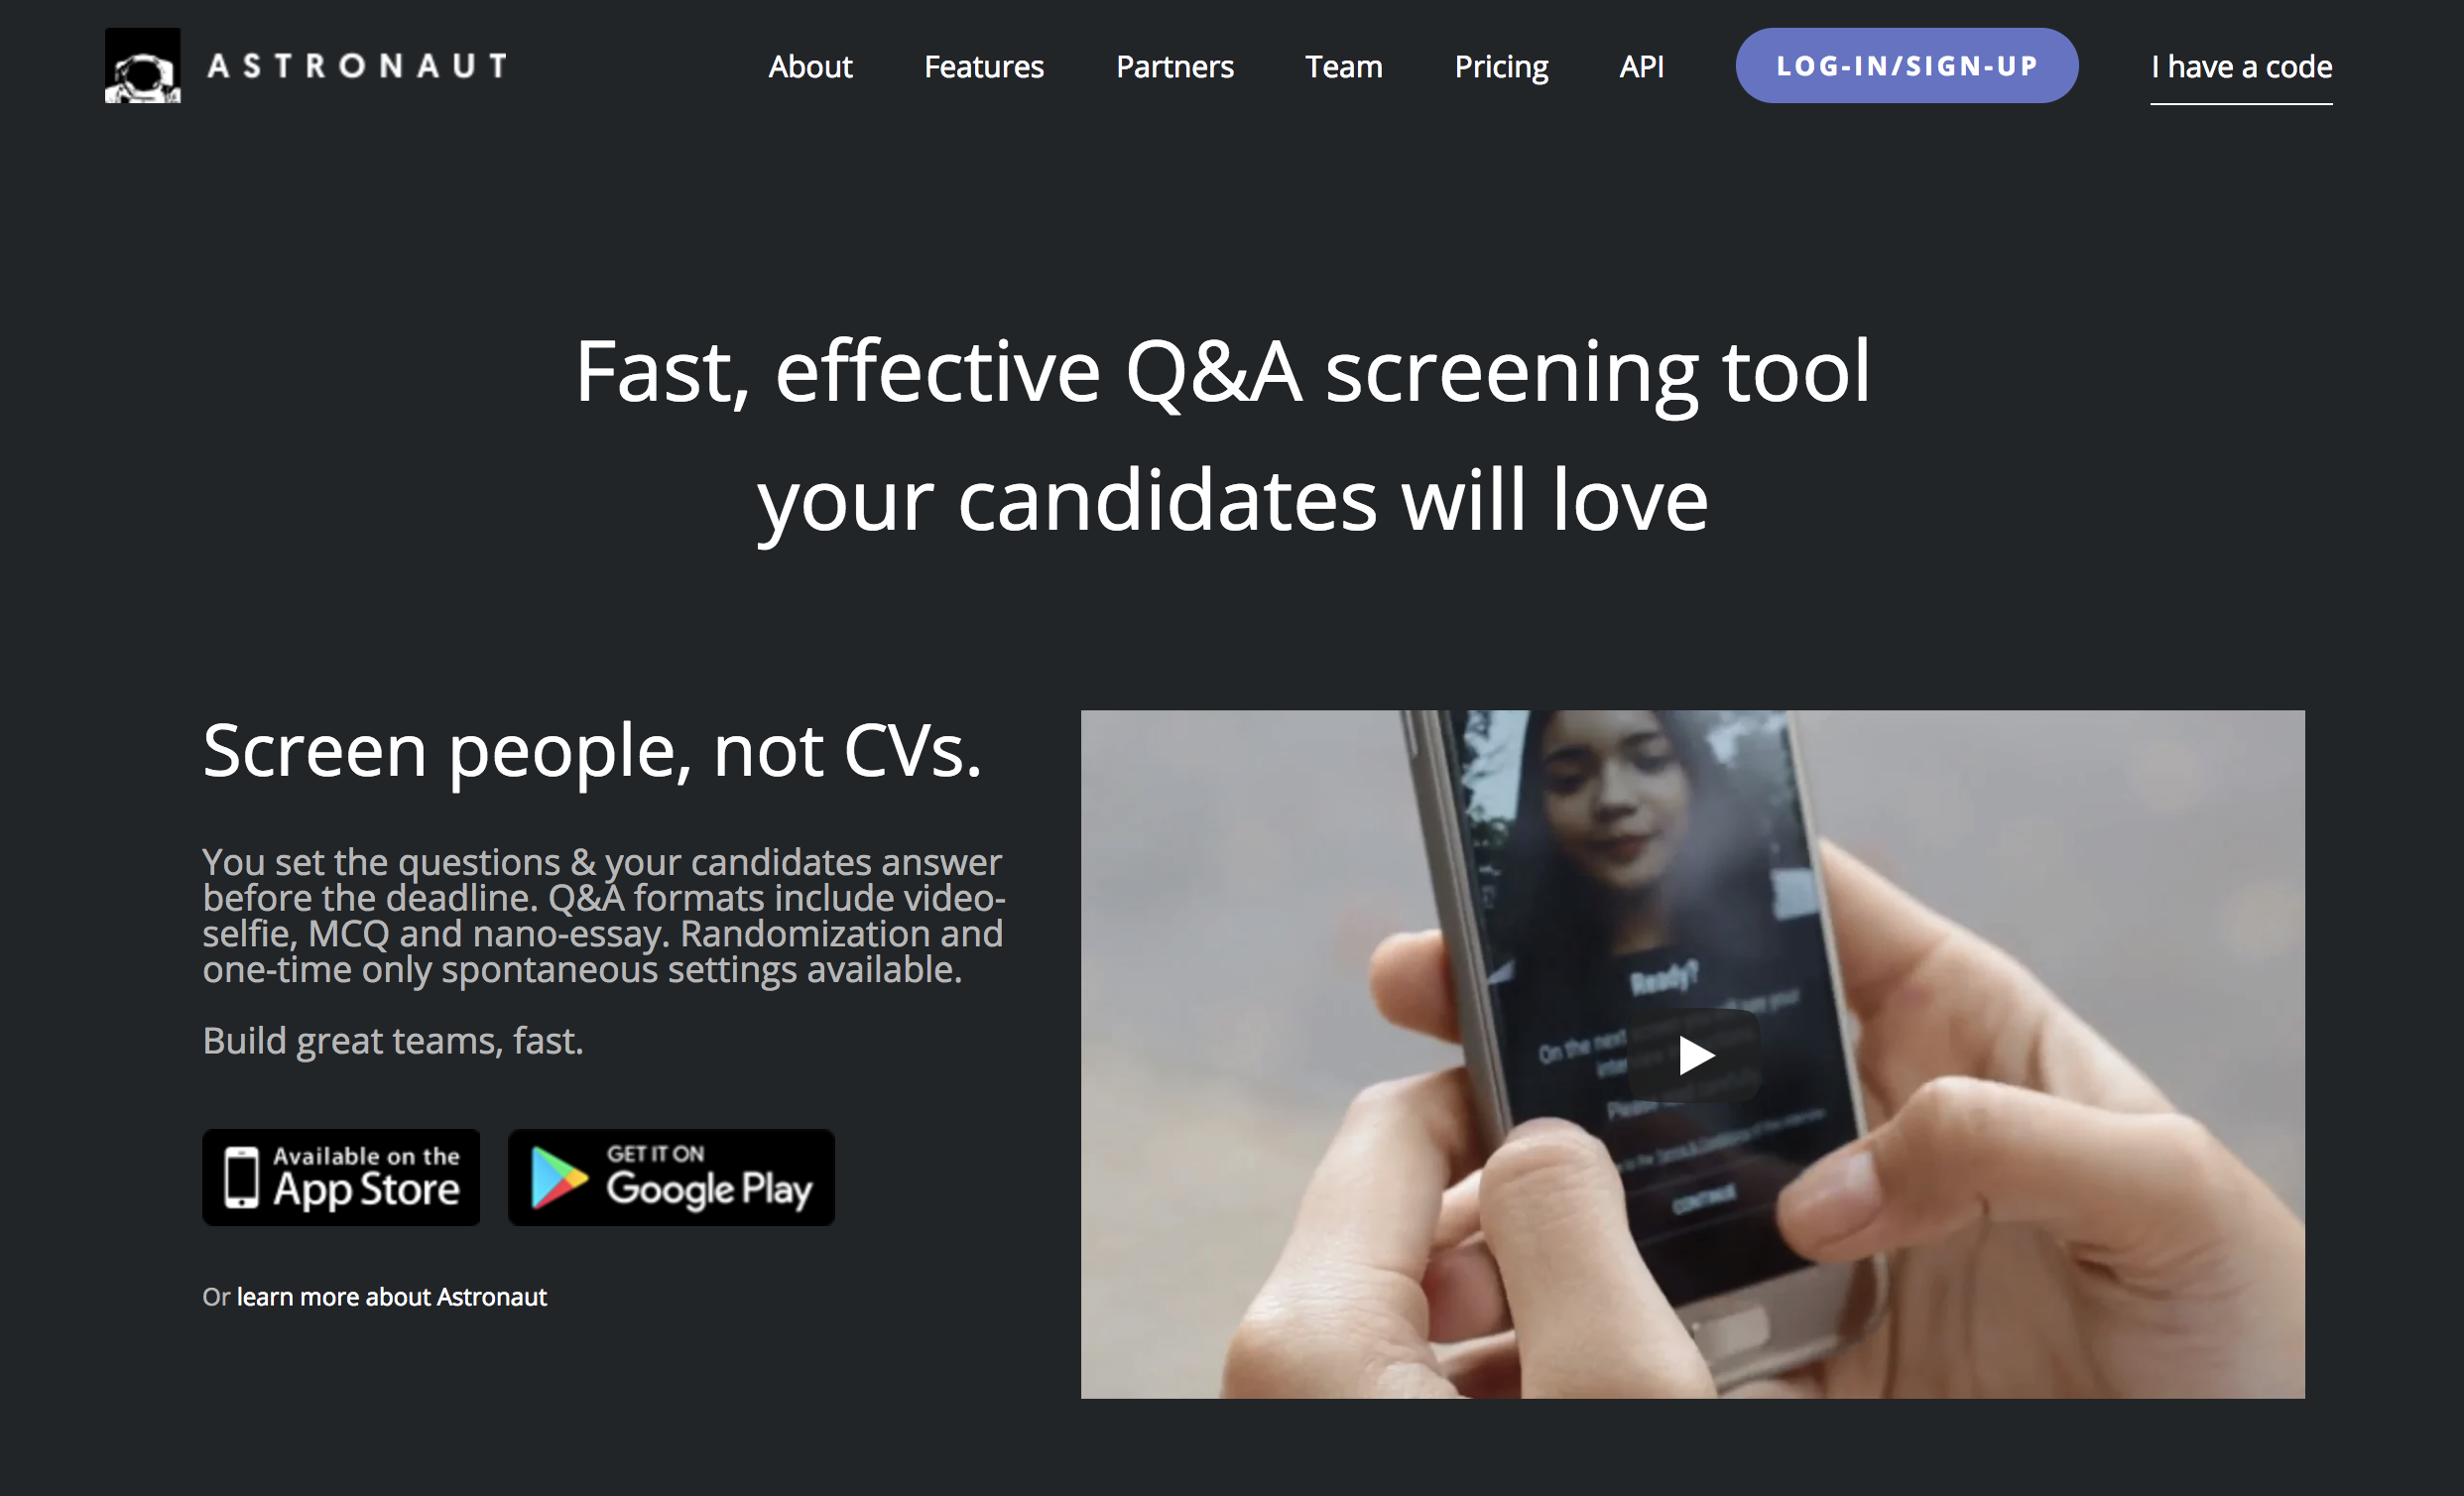 ASTRONAUT
About
Features
Partners
Team
Pricing
API
LOG-IN/SIGN-UP
I have a code
Fast, effective Q&A screening tool
your candidates will love
Screen people, not CVs.
You set the questions & your candidates answer
before the deadline. Q&A formats include video-
selfie, MCQ and nano-essay. Randomization and
one-time only spontaneous settings available.
Build great teams, fast.
Available on the
App Store
GET IT ON
Google Play
Or learn more about Astronaut
Ready?
On the next
your
Please
CONTINUE